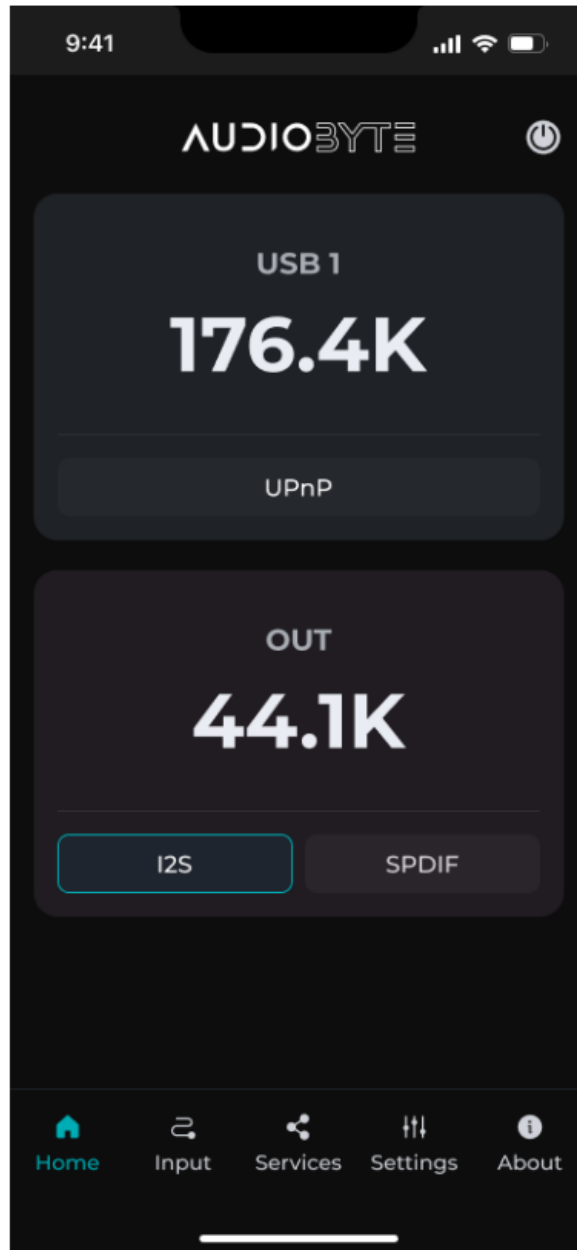 9:41
AUDIOBYTE
USB 1
176.4K
UPnP
OUT
44.1K
I2S SPDIF
Home Input Services Settings About